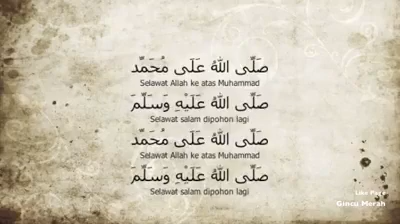 صَلَّى اللهُ عَلَى مُحَمَّد
Selawat Allah ke atas Muhammad
صَلَّى اللهُ عَلَيْهِ وَسَلَّمَ
Selawat salam dipohon lagi
صَلَّى اللهُ عَلَى مُحَمَّد
Selawat Allah ke atas Muhammad
صَلَّى اللهُ عَلَيْهِ وَسَلَّمَ
Selawat salam dipohon lagi
Like Page
Gincu Merah